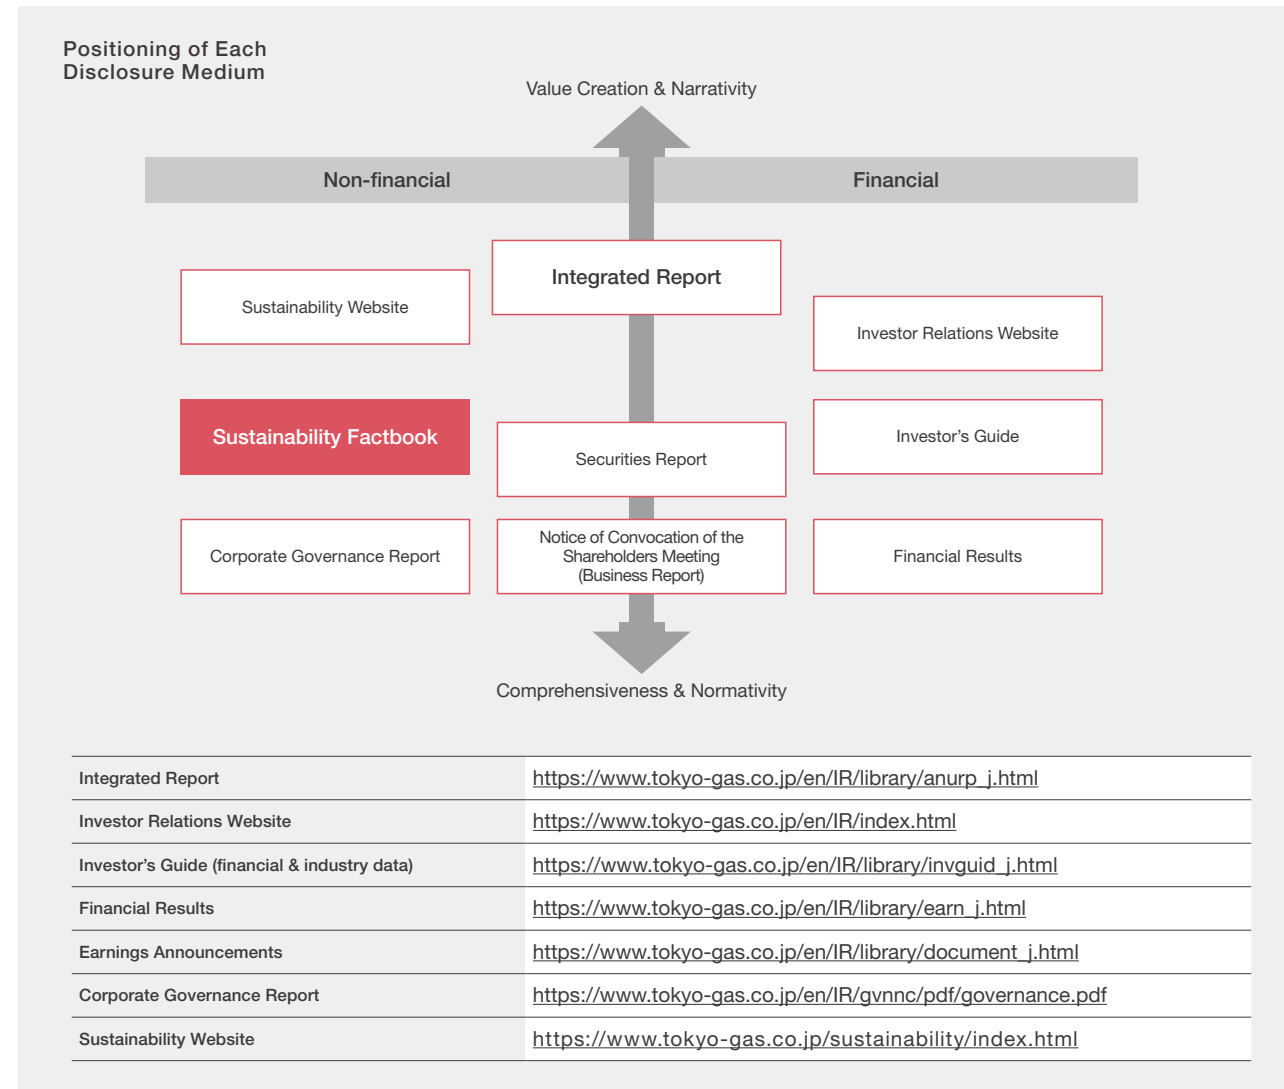 Positioning of Each
Disclosure Medium
Value Creation & Narrativity
Non-financial
Financial
Integrated Report
Sustainability Website
Investor Relations Website
Sustainability Factbook
Investor’s Guide
Securities Report
Corporate Governance Report
Notice of Convocation of the
Shareholders Meeting
(Business Report)
Financial Results
Comprehensiveness & Normativity
Integrated Report https://www.tokyo-gas.co.jp/en/IR/library/anurp_j.html
Investor Relations Website https://www.tokyo-gas.co.jp/en/IR/index.html
Investor’s Guide (financial & industry data) https://www.tokyo-gas.co.jp/en/IR/library/invguid_j.html
Financial Results https://www.tokyo-gas.co.jp/en/IR/library/earn_j.html
Earnings Announcements https://www.tokyo-gas.co.jp/en/IR/library/document_j.html
Corporate Governance Report https://www.tokyo-gas.co.jp/en/IR/gvnnc/pdf/governance.pdf
Sustainability Website https://www.tokyo-gas.co.jp/sustainability/index.html